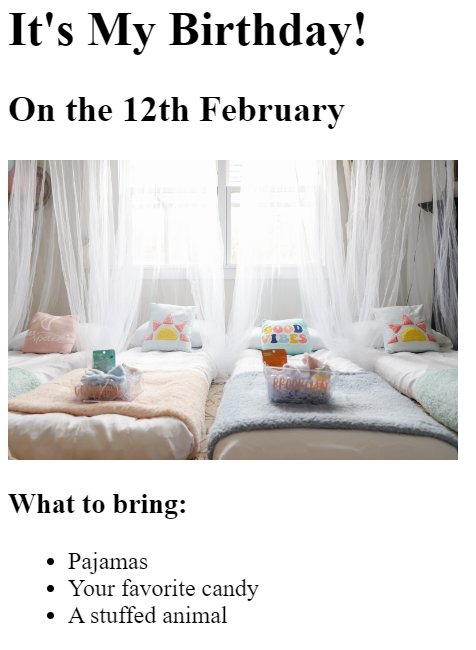 It's My Birthday!
On the 12th February
GOOD
VIBES
What to bring:
Pajamas
Your favorite candy
A stuffed animal